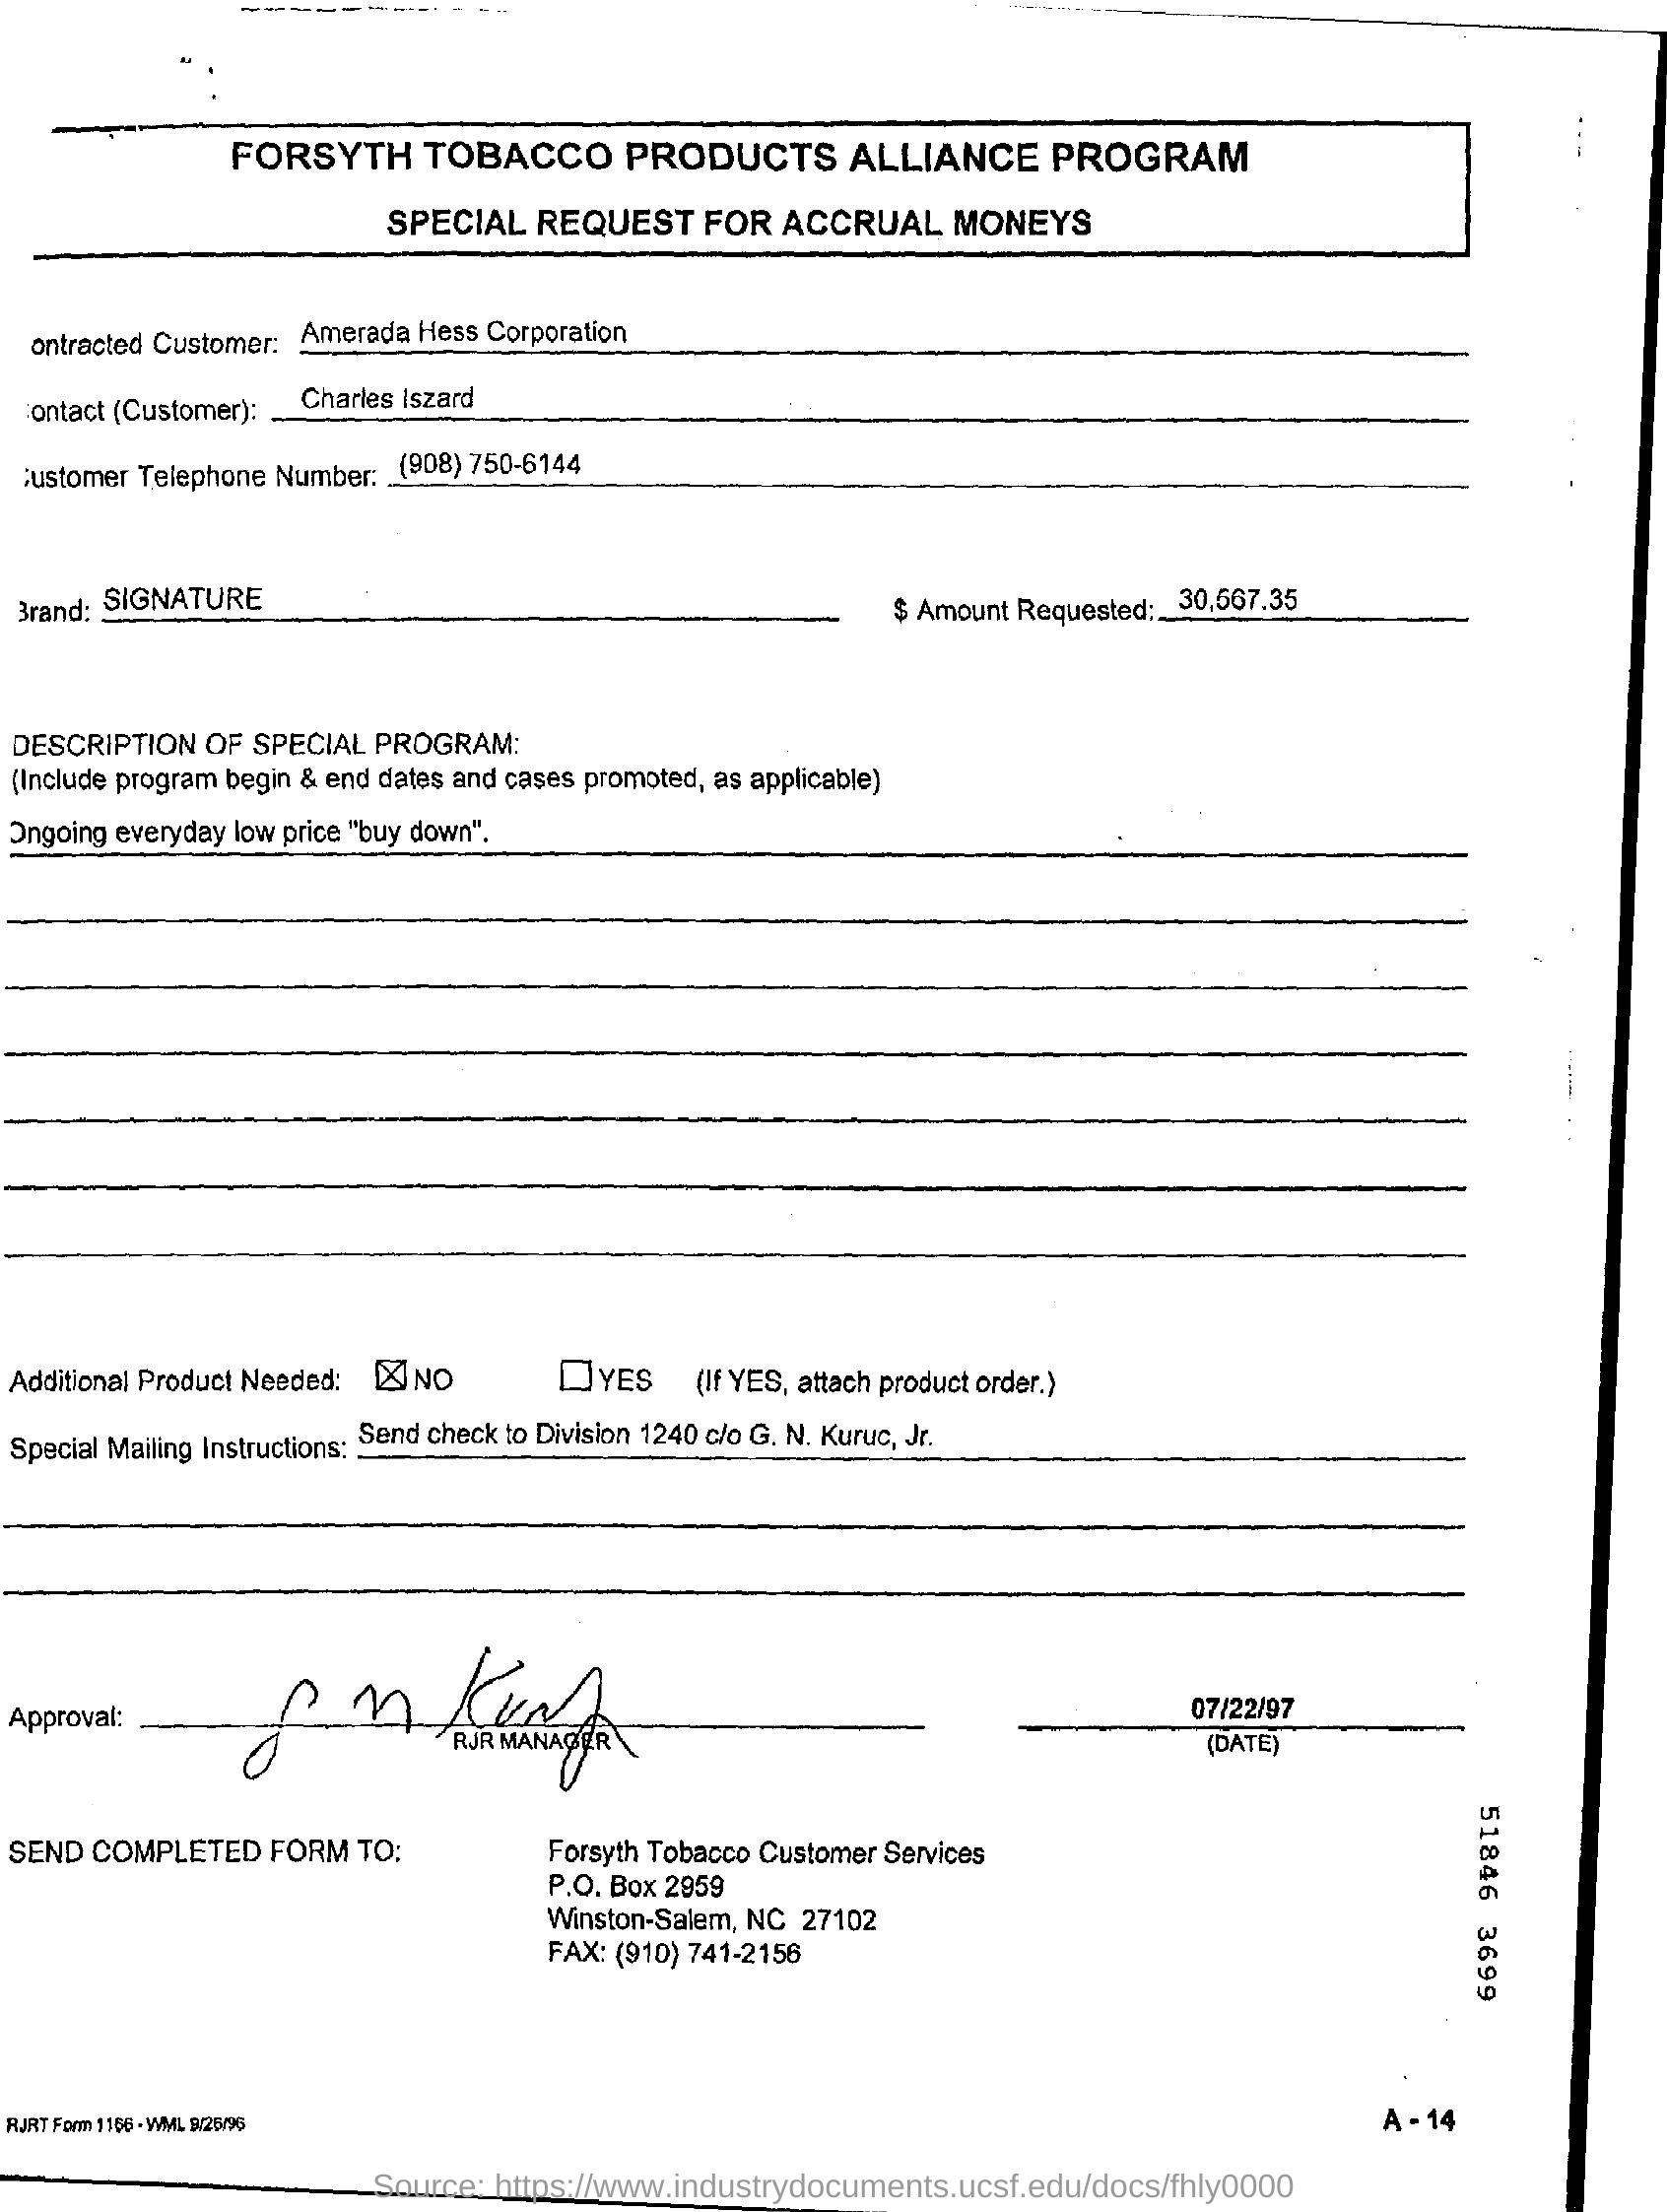 FORSYTH TOBACCO PRODUCTS ALLIANCE PROGRAM
SPECIAL REQUEST FOR ACCRUAL MONEYS
ontracted Customer: Amerada Hess Corporation
ontact (Customer): Charles Iszard
ustomer Telephone Number: (908) 750-6144
Brand: SIGNATURE $ Amount Requested: 30,567.35
DESCRIPTION OF SPECIAL PROGRAM:
(Include program begin & end dates and cases promoted, as applicable)
Ongoing everyday low price "buy down".
Additional Product Needed: ☒ NO ☐ YES (If YES, attach product order.)
Special Mailing Instructions: Send check to Division 1240 c/o G. N. Kuruc, Jr.
Approval: 07/22/97
RJR MANAGER (DATE)
SEND COMPLETED FORM TO: Forsyth Tobacco Customer Services
P.O. Box 2959
Winston-Salem, NC 27102
FAX: (910) 741-2156
51846 3699
RJRT Form 1166 - WML 9/26/96
A - 14
Source: https://www.industrydocuments.ucsf.edu/docs/fhly0000